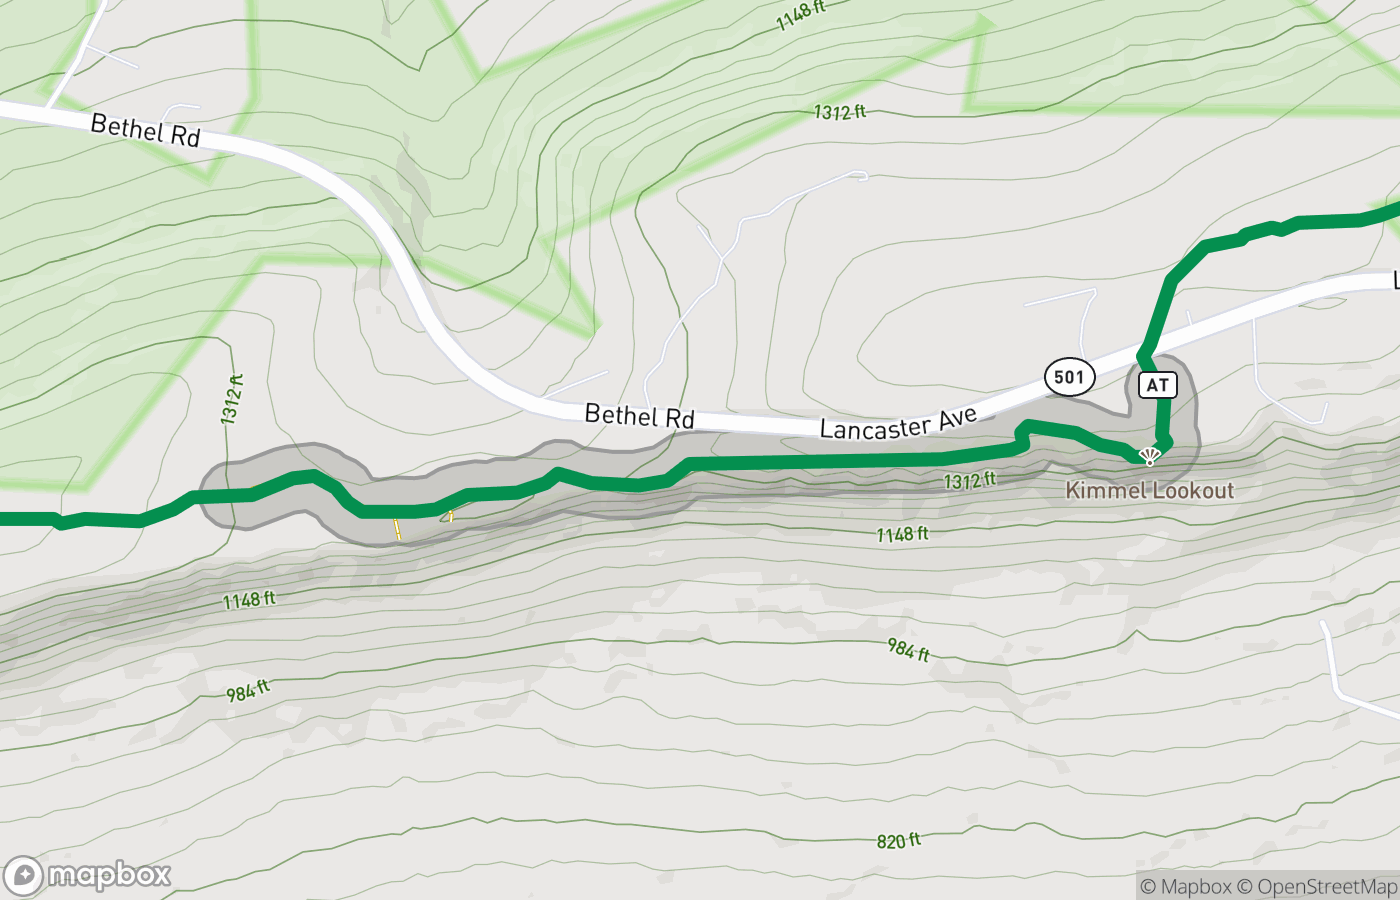 1148 ft
1312 ft
Bethel Rd
L
501
AT
1312 ft
Bethel Rd
Lancaster Ave
1312 ft
Kimmel Lookout
1148 ft
1148 ft
984 ft
984 ft
820 ft
mapbox
© Mapbox © OpenStreetMap